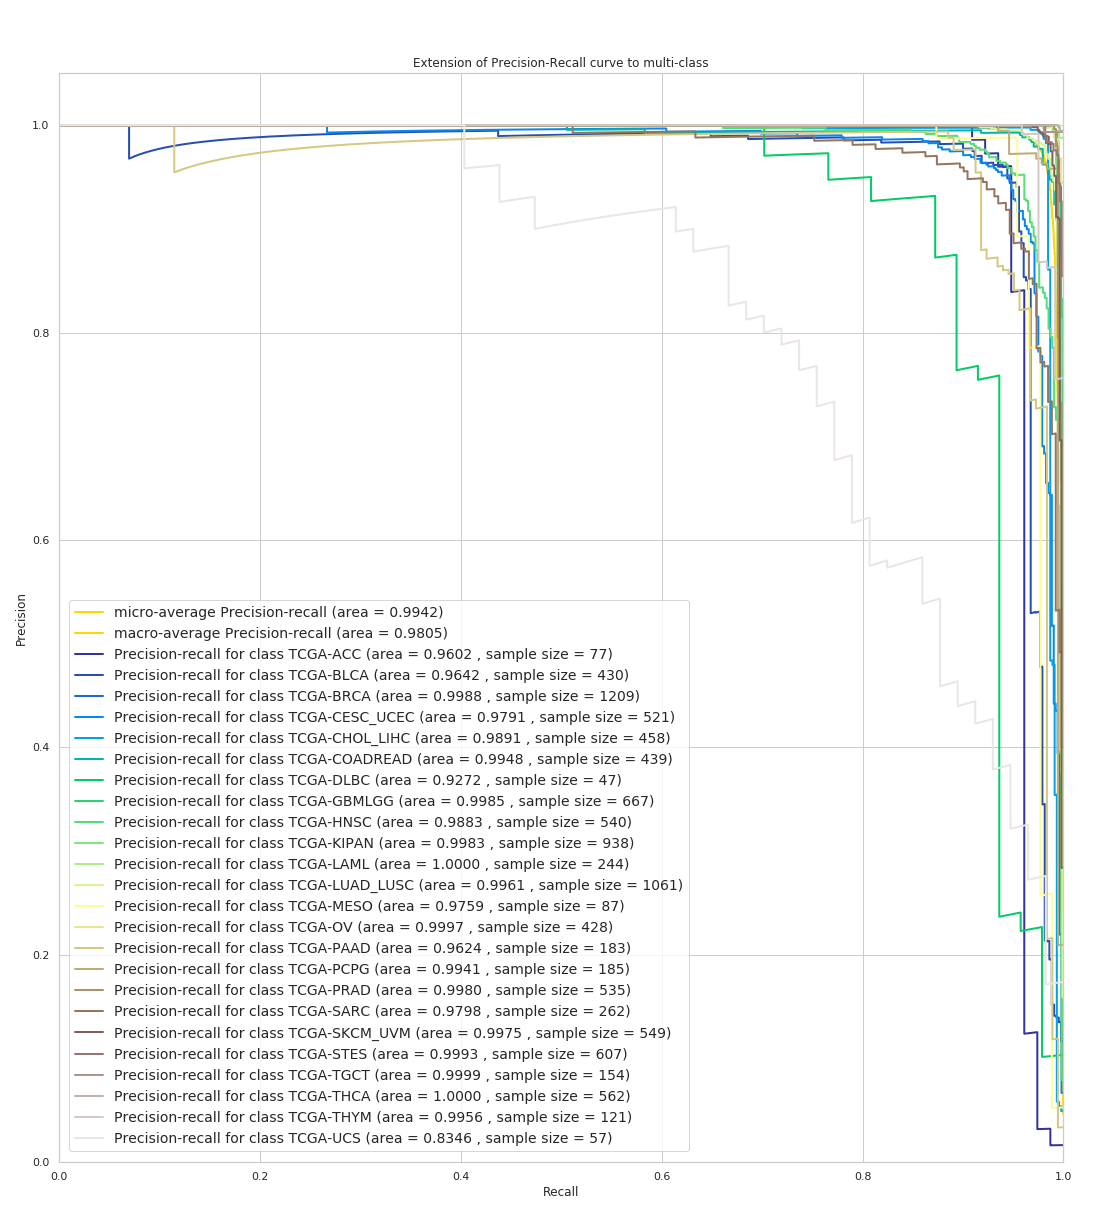 Extension of Precision-Recall curve to multi-class
1.0
0.8
0.6
0.4
0.2
0.0
Precision
micro-average Precision-recall (area = 0.9942)
macro-average Precision-recall (area = 0.9805)
Precision-recall for class TCGA-ACC (area = 0.9602 , sample size = 77)
Precision-recall for class TCGA-BLCA (area = 0.9642 , sample size = 430)
Precision-recall for class TCGA-BRCA (area = 0.9988 , sample size = 1209)
Precision-recall for class TCGA-CESC_UCEC (area = 0.9791 , sample size = 521)
Precision-recall for class TCGA-CHOL_LIHC (area = 0.9891 , sample size = 458)
Precision-recall for class TCGA-COADREAD (area = 0.9948 , sample size = 439)
Precision-recall for class TCGA-DLBC (area = 0.9272 , sample size = 47)
Precision-recall for class TCGA-GBMLGG (area = 0.9985 , sample size = 667)
Precision-recall for class TCGA-HNSC (area = 0.9883 , sample size = 540)
Precision-recall for class TCGA-KIPAN (area = 0.9983 , sample size = 938)
Precision-recall for class TCGA-LAML (area = 1.0000 , sample size = 244)
Precision-recall for class TCGA-LUAD_LUSC (area = 0.9961 , sample size = 1061)
Precision-recall for class TCGA-MESO (area = 0.9759 , sample size = 87)
Precision-recall for class TCGA-OV (area = 0.9997 , sample size = 428)
Precision-recall for class TCGA-PAAD (area = 0.9624 , sample size = 183)
Precision-recall for class TCGA-PCPG (area = 0.9941 , sample size = 185)
Precision-recall for class TCGA-PRAD (area = 0.9980 , sample size = 535)
Precision-recall for class TCGA-SARC (area = 0.9798 , sample size = 262)
Precision-recall for class TCGA-SKCM_UVM (area = 0.9975 , sample size = 549)
Precision-recall for class TCGA-STES (area = 0.9993 , sample size = 607)
Precision-recall for class TCGA-TGCT (area = 0.9999 , sample size = 154)
Precision-recall for class TCGA-THCA (area = 1.0000 , sample size = 562)
Precision-recall for class TCGA-THYM (area = 0.9956 , sample size = 121)
Precision-recall for class TCGA-UCS (area = 0.8346 , sample size = 57)
0.0 0.2 0.4 0.6 0.8 1.0
Recall